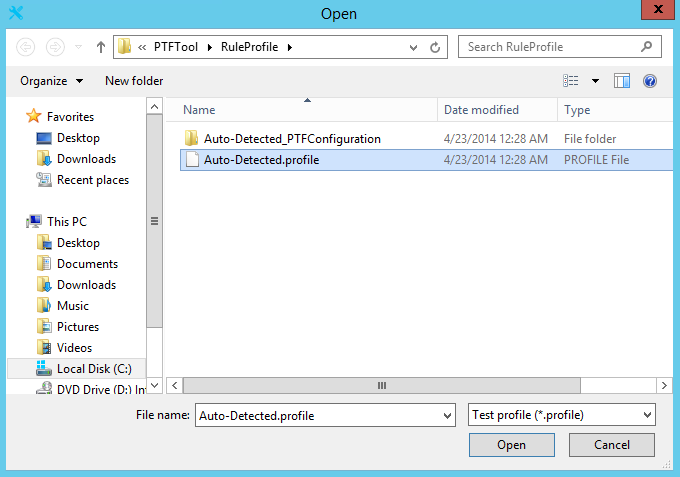 Open
« PTFTool RuleProfile
Search RuleProfile
Organize New folder
Name Date modified Type
Favorites
Desktop
Downloads
Recent places
This PC
Desktop
Documents
Downloads
Music
Pictures
Videos
Local Disk (C:)
DVD Drive (D:) Int
Auto-Detected_PTFConfiguration 4/23/2014 12:28 AM File folder
Auto-Detected.profile 4/23/2014 12:28 AM PROFILE File
File name: Auto-Detected.profile Test profile (*.profile)
Open Cancel